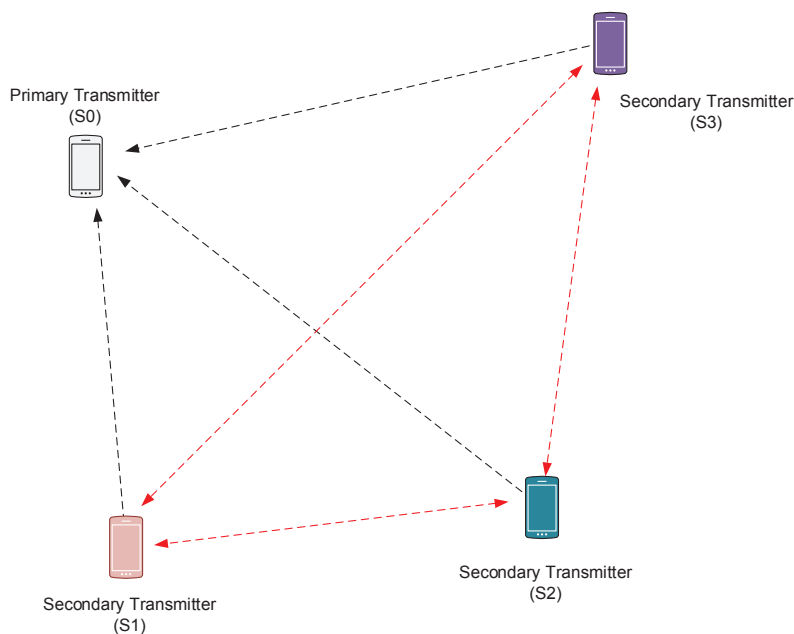 Primary Transmitter
(S0)
Secondary Transmitter
(S3)
Secondary Transmitter
(S2)
Secondary Transmitter
(S1)